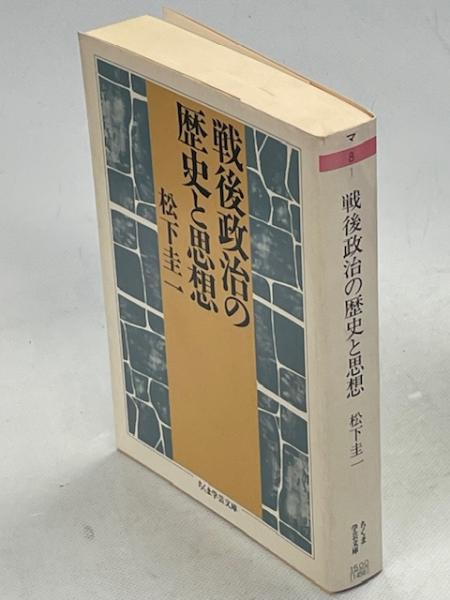 戦後政治の
歴史と思想
松下圭一
ちくま学芸文庫
マ
8
1
戦後政治の歴史と思想
松下圭一
ちくま
学芸文庫
1500